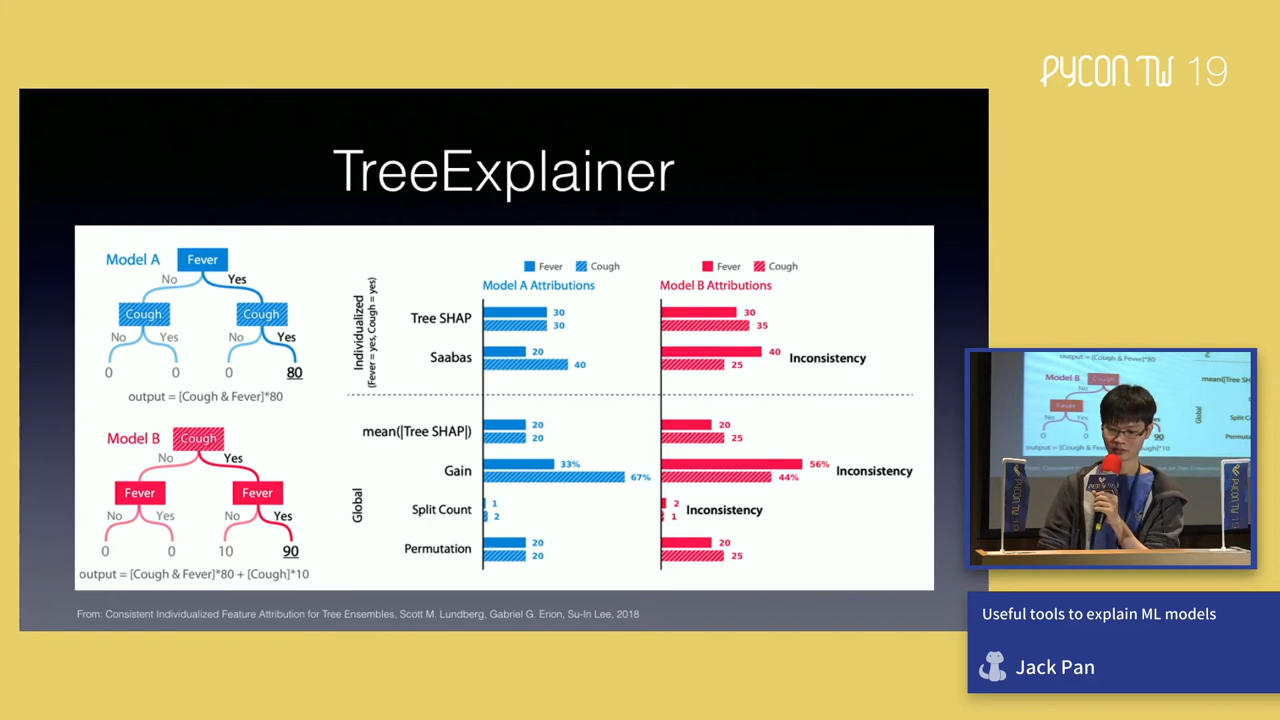 PYCON TW 19
TreeExplainer
Model A
Fever
No
Yes
Cough
Cough
No
Yes
No
Yes
0
0
0
80
output = [Cough & Fever]*80
Model B
Cough
No
Yes
Fever
Fever
No
Yes
No
Yes
0
0
10
90
output = [Cough & Fever]*80 + [Cough]*10
Individualized
(Fever = yes, Cough = yes)
Global
Fever
Cough
Model A Attributions
Fever
Cough
Model B Attributions
Tree SHAP
30
30
30
35
Saabas
20
40
40
25
Inconsistency
mean(|Tree SHAP|)
20
20
20
25
Gain
33%
67%
56%
44%
Inconsistency
Split Count
1
2
2
1
Inconsistency
Permutation
20
20
20
25
From: Consistent Individualized Feature Attribution for Tree Ensembles, Scott M. Lundberg, Gabriel G. Erion, Su-In Lee, 2018
Useful tools to explain ML models
Jack Pan